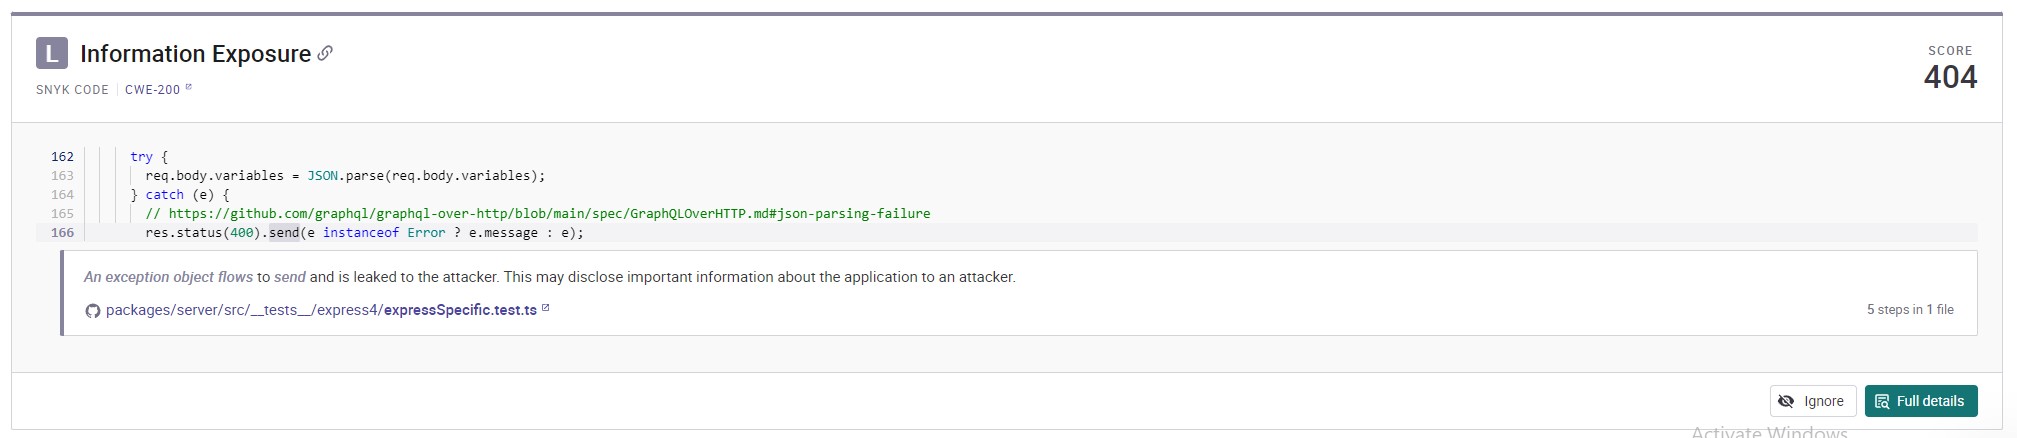 L Information Exposure
SCORE
404
SNYK CODE CWE-200
162 try {
163 req.body.variables = JSON.parse(req.body.variables);
164 } catch (e) {
165 // https://github.com/graphql/graphql-over-http/blob/main/spec/GraphQLOverHTTP.md#json-parsing-failure
166 res.status(400).send(e instanceof Error ? e.message : e);
An exception object flows to send and is leaked to the attacker. This may disclose important information about the application to an attacker.
packages/server/src/__tests__/express4/expressSpecific.test.ts 5 steps in 1 file
Ignore Full details
Activate Windows